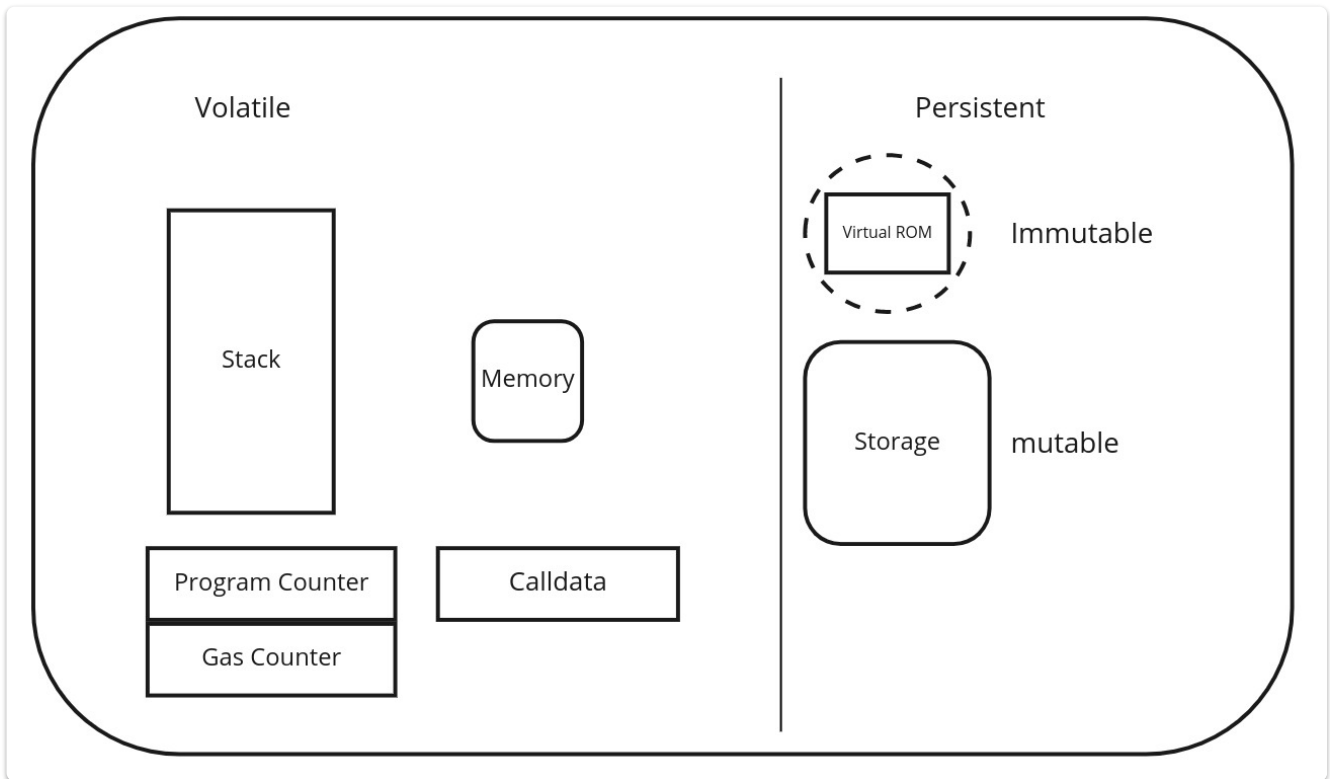 Volatile
Persistent
Virtual ROM
Immutable
Stack
Memory
Storage
mutable
Program Counter
Calldata
Gas Counter